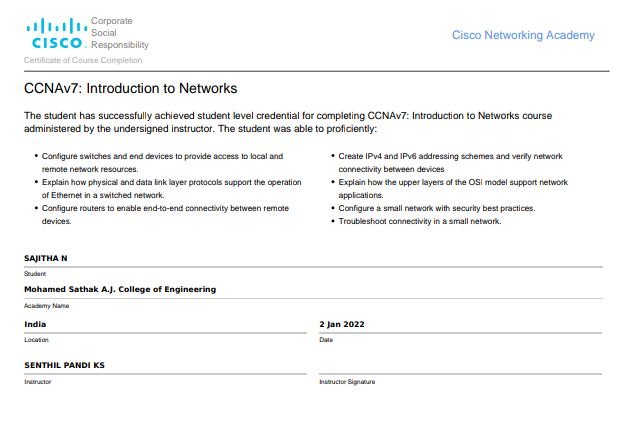 Corporate
Social
Responsibility
CISCO
Cisco Networking Academy
Certificate of Course Completion
CCNAv7: Introduction to Networks
The student has successfully achieved student level credential for completing CCNAv7: Introduction to Networks course
administered by the undersigned instructor. The student was able to proficiently:
• Configure switches and end devices to provide access to local and
remote network resources.
• Explain how physical and data link layer protocols support the operation
of Ethernet in a switched network.
• Configure routers to enable end-to-end connectivity between remote
devices.
• Create IPv4 and IPv6 addressing schemes and verify network
connectivity between devices
• Explain how the upper layers of the OSI model support network
applications.
• Configure a small network with security best practices.
• Troubleshoot connectivity in a small network.
SAJITHA N
Student
Mohamed Sathak A.J. College of Engineering
Academy Name
India
Location
2 Jan 2022
Date
SENTHIL PANDI KS
Instructor
Instructor Signature